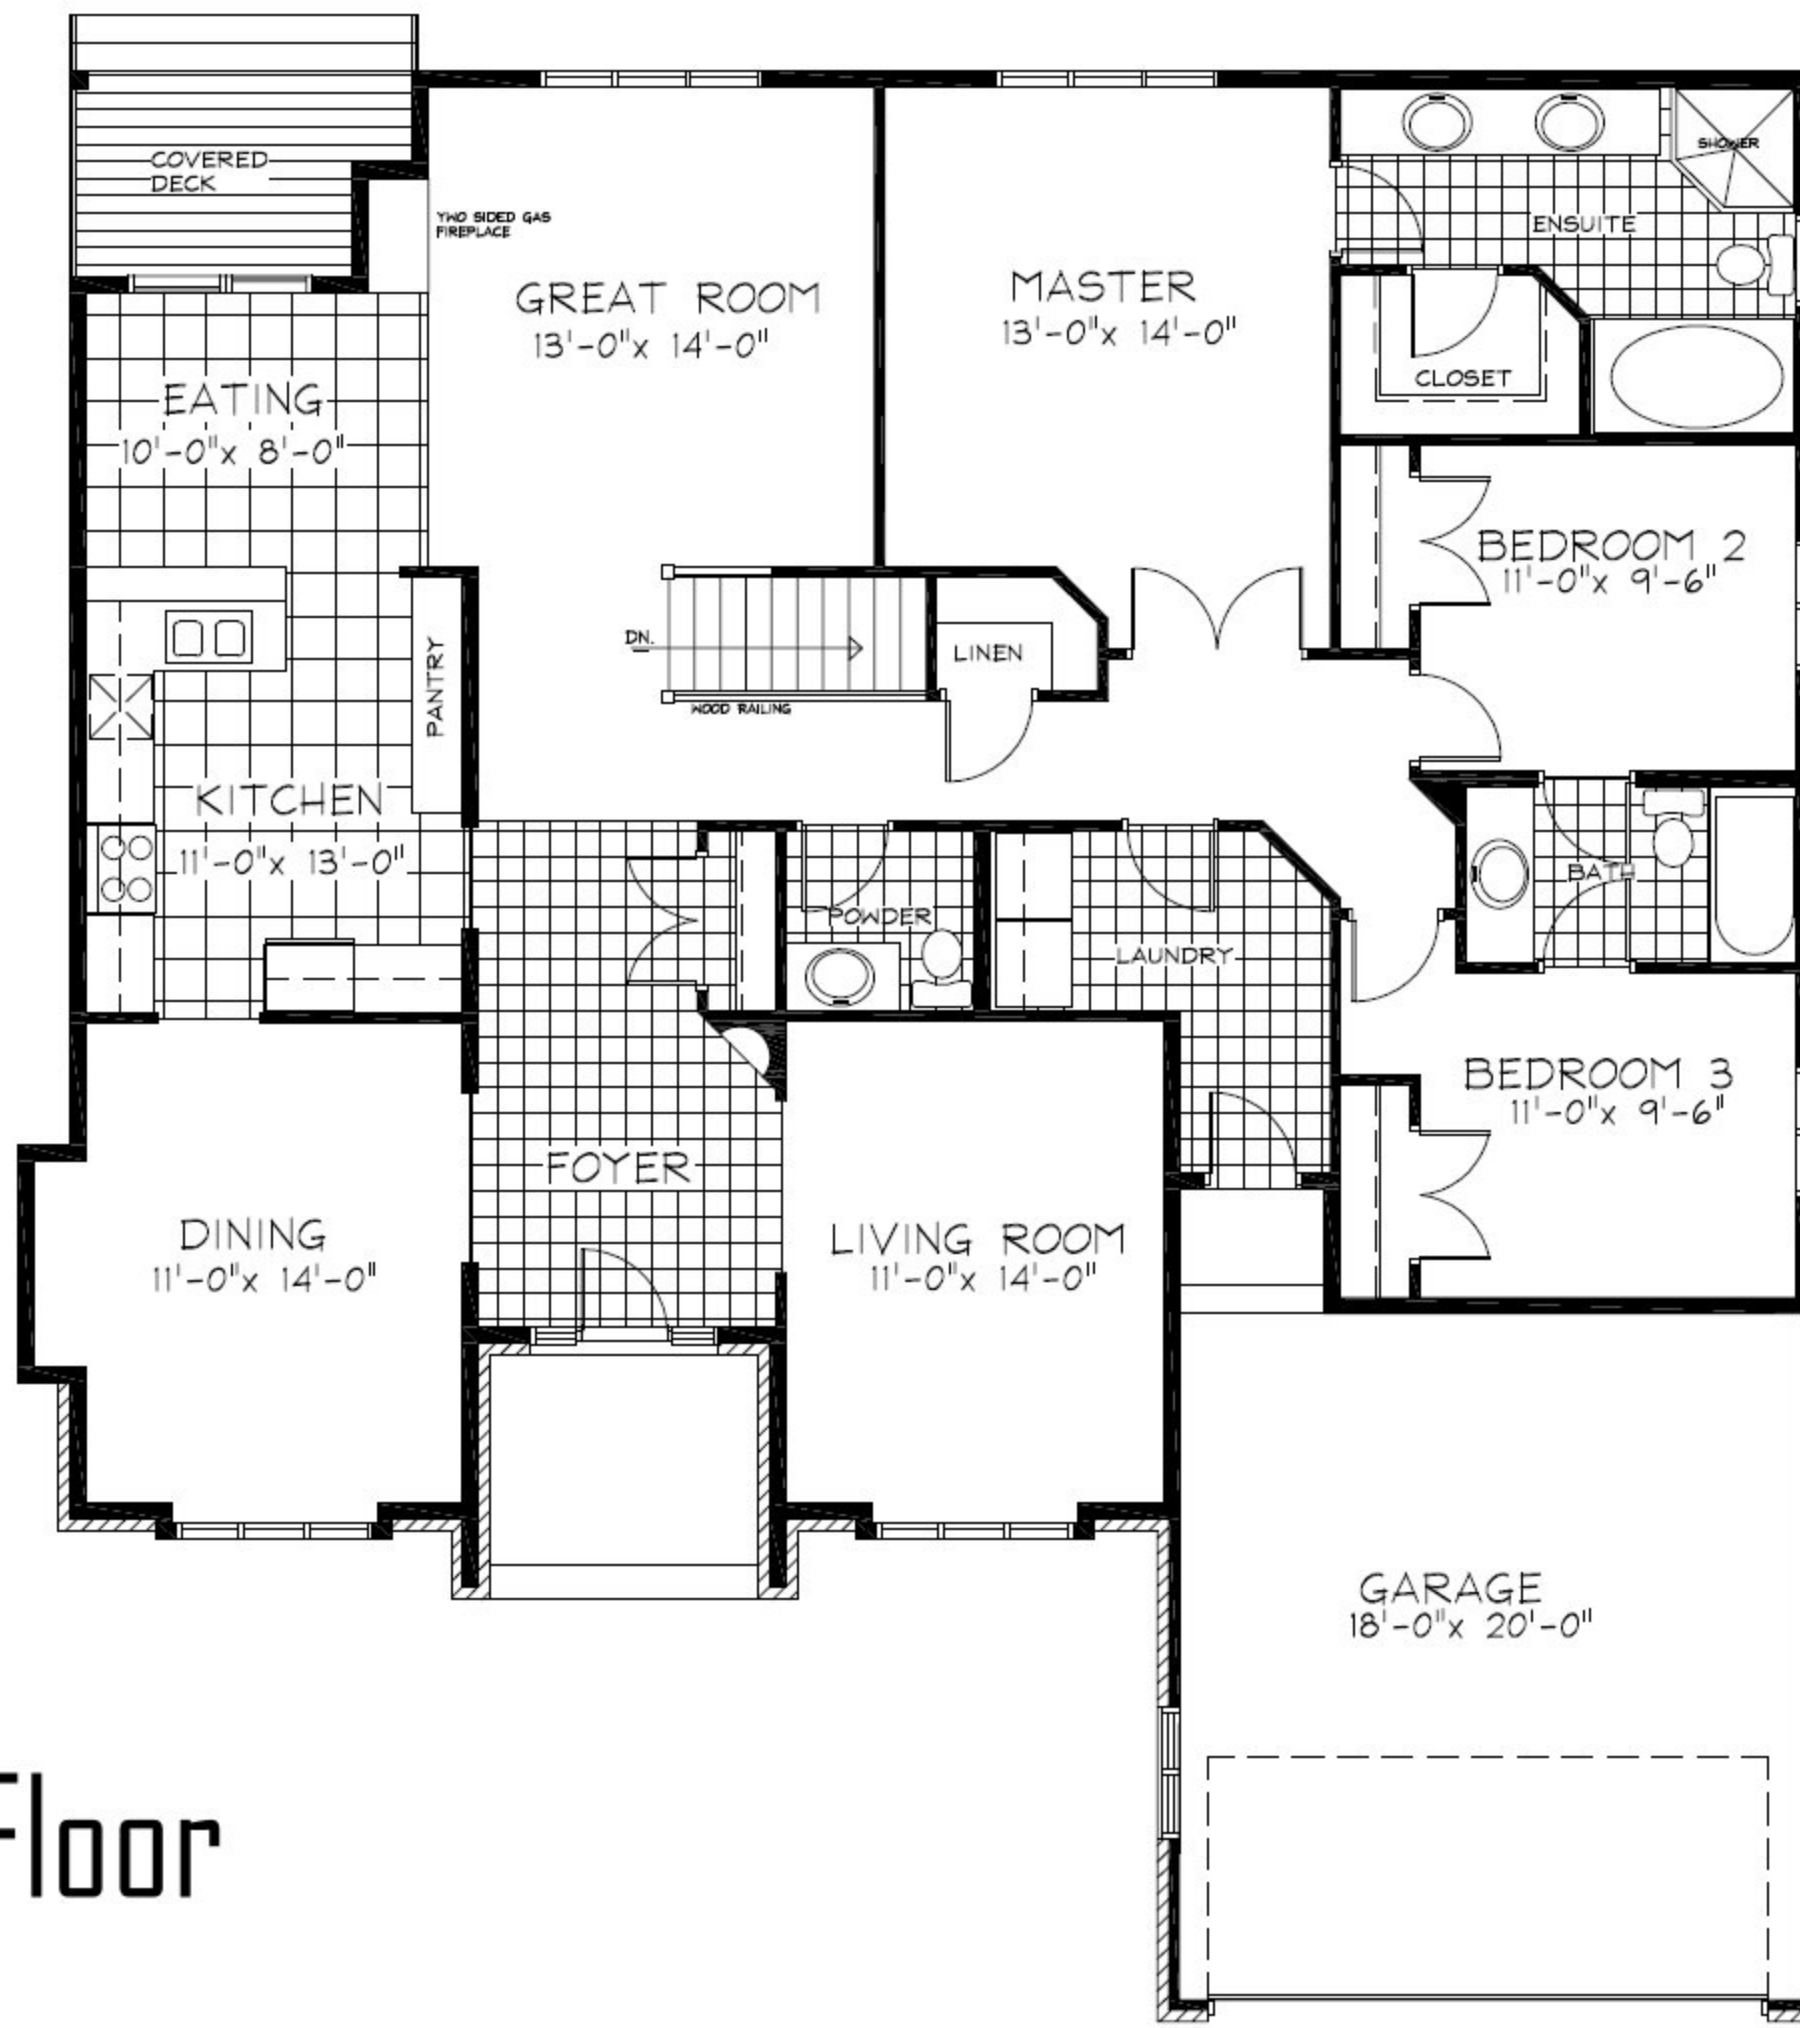 COVERED
DECK
TWO SIDED GAS
FIREPLACE
GREAT ROOM
13'-0"x 14'-0"
MASTER
13'-0"x 14'-0"
SHOWER
ENSUITE
CLOSET
EATING
10'-0"x 8'-0"
BEDROOM 2
11'-0"x 9'-6"
DN.
LINEN
WOOD RAILING
PANTRY
KITCHEN
11'-0"x 13'-0"
POWDER
LAUNDRY
BATH
BEDROOM 3
11'-0"x 9'-6"
FOYER
DINING
11'-0"x 14'-0"
LIVING ROOM
11'-0"x 14'-0"
GARAGE
18'-0"x 20'-0"
Floor